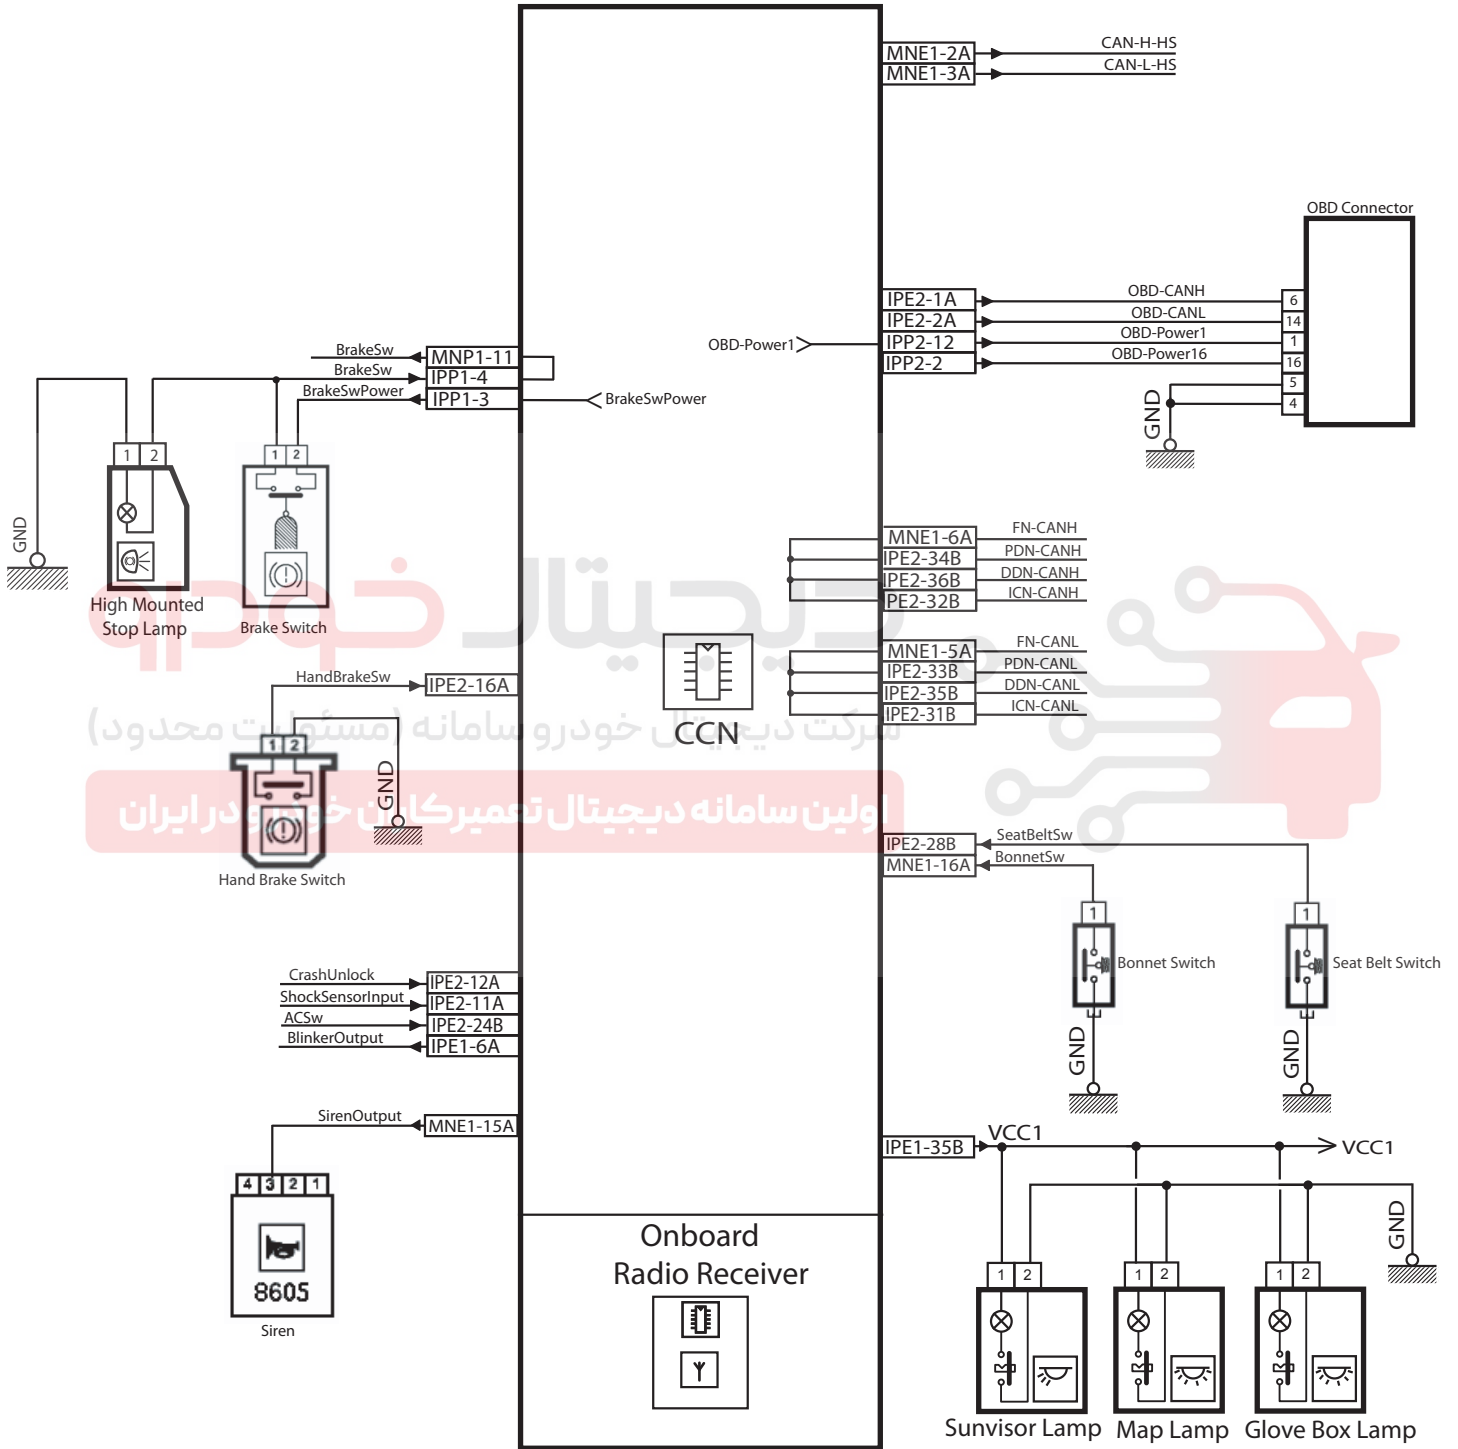 CAN-H-HS
MNE1-2A
CAN-L-HS
MNE1-3A
OBD Connector
OBD-CANH
IPE2-1A
6
OBD-CANL
IPE2-2A
14
OBD-Power1
OBD-Power1
IPP2-12
1
OBD-Power16
IPP2-2
16
5
4
GND
BrakeSw
MNP1-11
BrakeSw
IPP1-4
BrakeSwPower
IPP1-3
BrakeSwPower
1 2
1 2
GND
High Mounted
Stop Lamp
Brake Switch
FN-CANH
MNE1-6A
PDN-CANH
IPE2-34B
DDN-CANH
IPE2-36B
ICN-CANH
PE2-32B
FN-CANL
MNE1-5A
PDN-CANL
IPE2-33B
DDN-CANL
IPE2-35B
ICN-CANL
IPE2-31B
CCN
دیجیتال خودرو
شرکت دیجیتال خودرو سامانه (مسئولیت محدود)
اولین سامانه دیجیتال تعمیرکاران خودرو در ایران
HandBrakeSw
IPE2-16A
1 2
GND
Hand Brake Switch
SeatBeltSw
IPE2-28B
BonnetSw
MNE1-16A
1
1
Bonnet Switch
Seat Belt Switch
GND
GND
CrashUnlock
IPE2-12A
ShockSensorInput
IPE2-11A
ACSw
IPE2-24B
BlinkerOutput
IPE1-6A
SirenOutput
MNE1-15A
4 3 2 1
8605
Siren
VCC1
IPE1-35B
VCC1
GND
Onboard
Radio Receiver
1 2
1 2
1 2
Sunvisor Lamp
Map Lamp
Glove Box Lamp